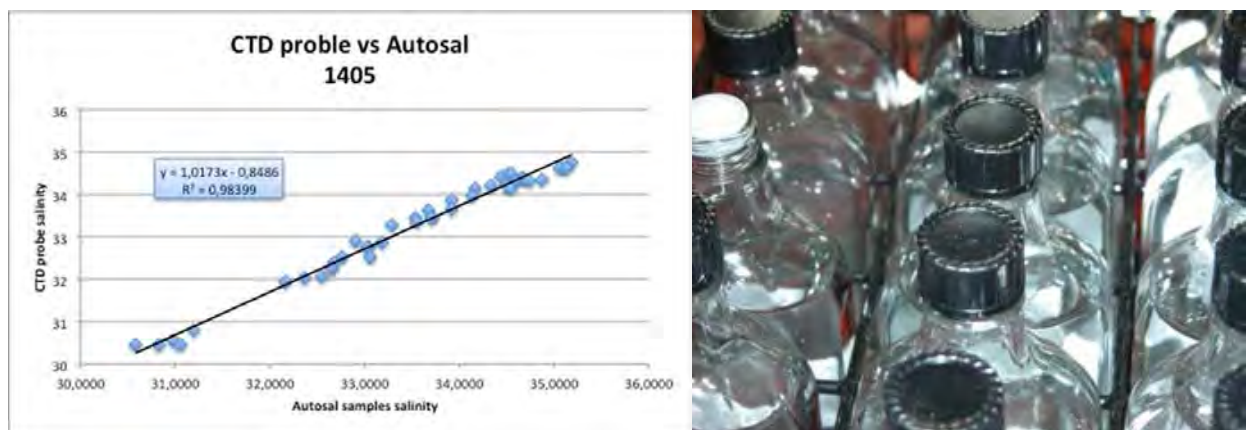 CTD proble vs Autosal
1405
36
35
y = 1,0173x - 0,8486
R² = 0,98399
34
33
32
31
30
CTD probe salinity
30,0000 31,0000 32,0000 33,0000 34,0000 35,0000 36,0000
Autosal samples salinity